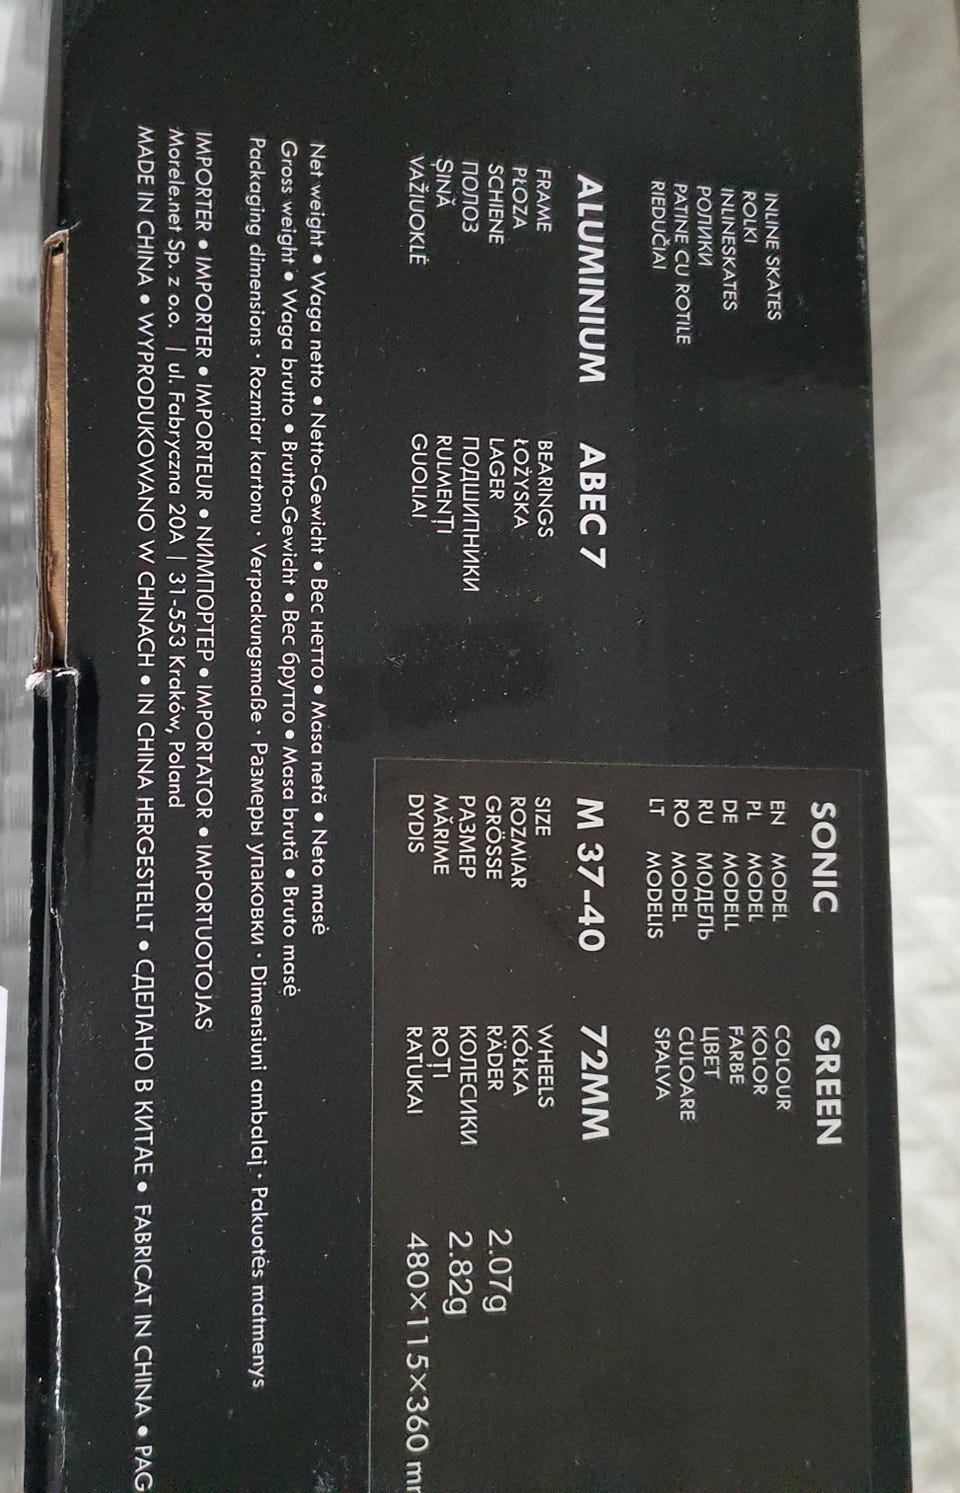 INLINE SKATES
ROLKI
INLINESKATES
РОЛИКИ
PATINE CU ROTILE
RIEDUČIAI
SONIC
EN MODEL
PL MODEL
DE MODELL
RU МОДЕЛЬ
RO MODEL
LT MODELIS
GREEN
COLOUR
KOLOR
FARBE
ЦВЕТ
CULOARE
SPALVA
ALUMINIUM
FRAME
PŁOZA
SCHIENE
ПОЛОЗ
ȘINĂ
VAŽIUOKLĖ
ABEC 7
BEARINGS
ŁOŻYSKA
LAGER
ПОДШИПНИКИ
RULMENȚI
GUOLIAI
M 37-40
SIZE
ROZMIAR
GRÖSSE
РАЗМЕР
MĂRIME
DYDIS
72MM
WHEELS
KÓŁKA
RÄDER
КОЛЕСИКИ
ROȚI
RATUKAI
Net weight • Waga netto • Netto-Gewicht • Вес нетто • Masa netă • Neto masė
2.07g
Gross weight • Waga brutto • Brutto-Gewicht • Вес брутто • Masa brută • Bruto masė
2.82g
Packaging dimensions · Rozmiar kartonu · Verpackungsmaße · Размеры упаковки · Dimensiuni ambalaj · Pakuotės matmenys
480×115×360
IMPORTER • IMPORTER • IMPORTEUR • NИМПОРТЕР • IMPORTATOR • IMPORTUOTOJAS
Morele.net Sp. z o.o. | ul. Fabryczna 20A | 31-553 Kraków, Poland
MADE IN CHINA • WYPRODUKOWANO W CHINACH • IN CHINA HERGESTELLT • СДЕЛАНО В КИТАЕ • FABRICAT IN CHINA • PAG